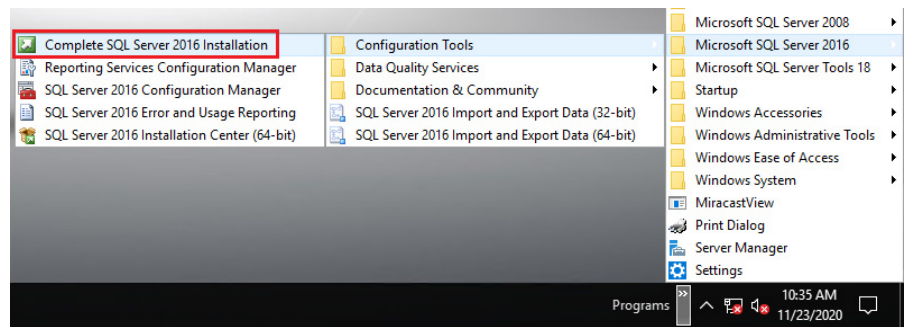 Complete SQL Server 2016 Installation
Reporting Services Configuration Manager
SQL Server 2016 Configuration Manager
SQL Server 2016 Error and Usage Reporting
SQL Server 2016 Installation Center (64-bit)
Configuration Tools
Data Quality Services
Documentation & Community
SQL Server 2016 Import and Export Data (32-bit)
SQL Server 2016 Import and Export Data (64-bit)
Microsoft SQL Server 2008
Microsoft SQL Server 2016
Microsoft SQL Server Tools 18
Startup
Windows Accessories
Windows Administrative Tools
Windows Ease of Access
Windows System
MiracastView
Print Dialog
Server Manager
Settings
Programs
10:35 AM
11/23/2020